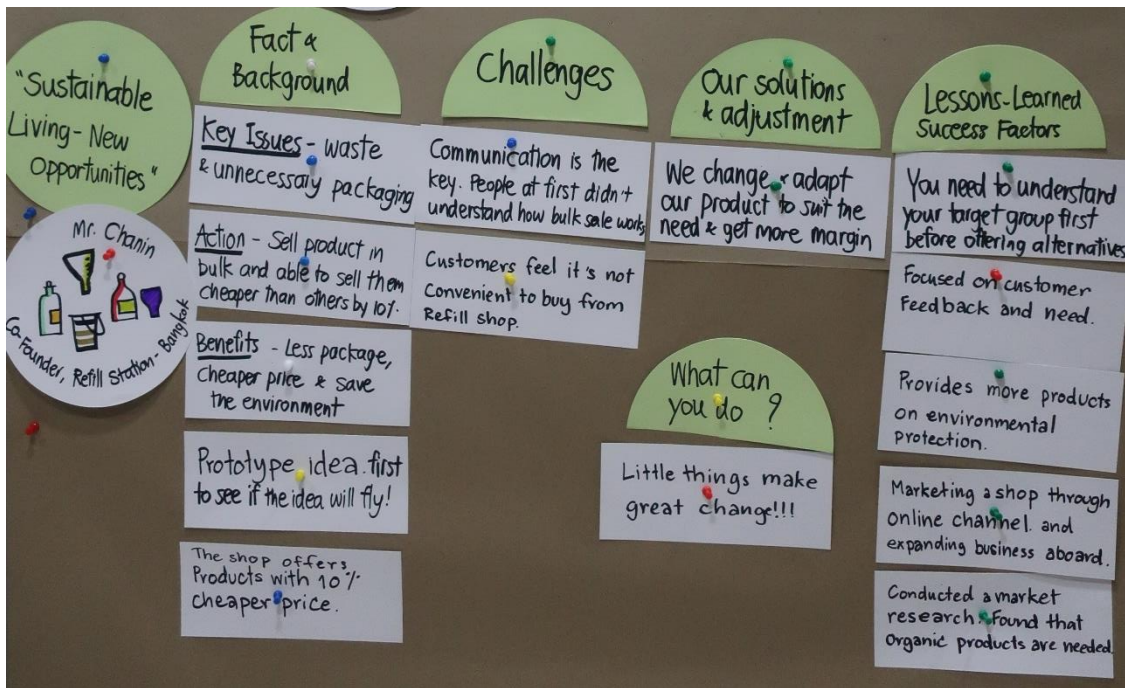 "Sustainable
Living-New
Opportunities"
Mr. Chanin
Co-Founder, Refill Station - Bangkok
Fact &
Background
Key Issues - waste
& unnecessary packaging
Action - Sell product in
bulk and able to sell them
cheaper than others by 10%.
Benefits - Less package,
cheaper price & save
the environment
Prototype idea first
to see if the idea will fly!
The shop offers
Products with 10%
cheaper price.
Challenges
Communication is the
key. People at first didn't
understand how bulk sale works
Customers feel it's not
Convenient to buy from
Refill shop.
Our solutions
& adjustment
We change & adapt
our product to suit the
need & get more margin
What can
you do ?
Little things make
great change!!!
Lessons-Learned
Success Factors
You need to understand
your target group first
before offering alternatives
Focused on customer
Feedback and need.
Provides more products
on environmental
protection.
Marketing a shop through
online channel. and
expanding business aboard.
Conducted a market
research. Found that
Organic products are needed.